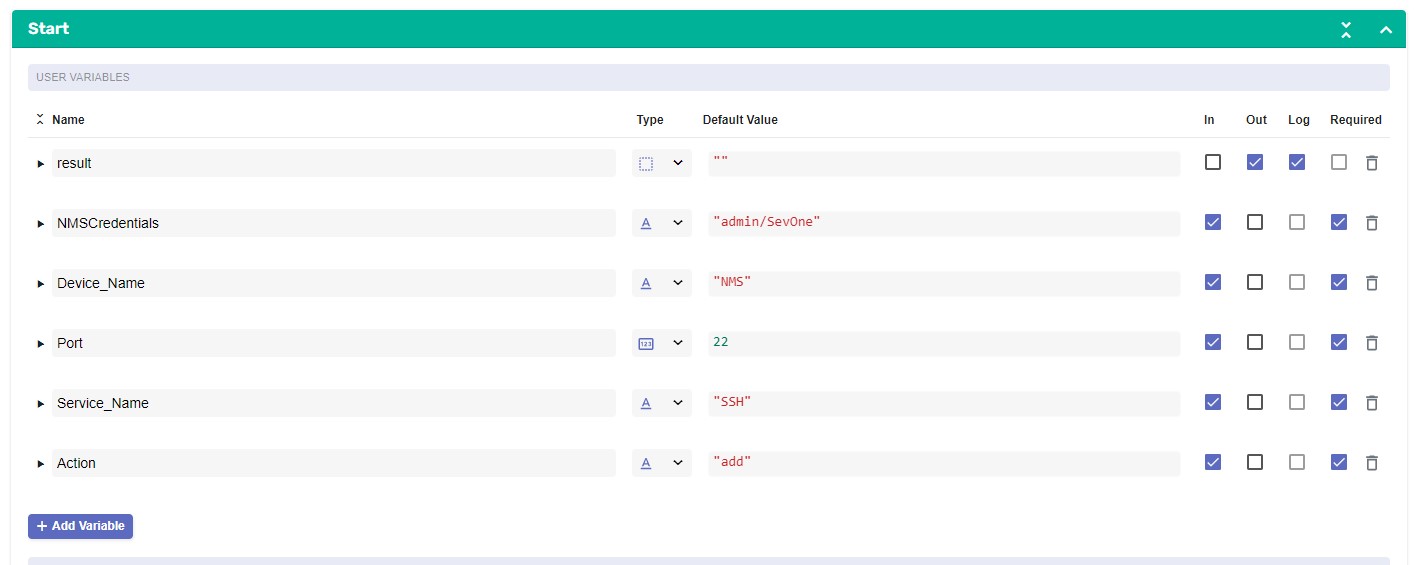 Start
USER VARIABLES
Name Type Default Value In Out Log Required
result ""
NMSCredentials "admin/SevOne"
Device_Name "NMS"
Port 123 22
Service_Name A "SSH"
Action A "add"
+ Add Variable